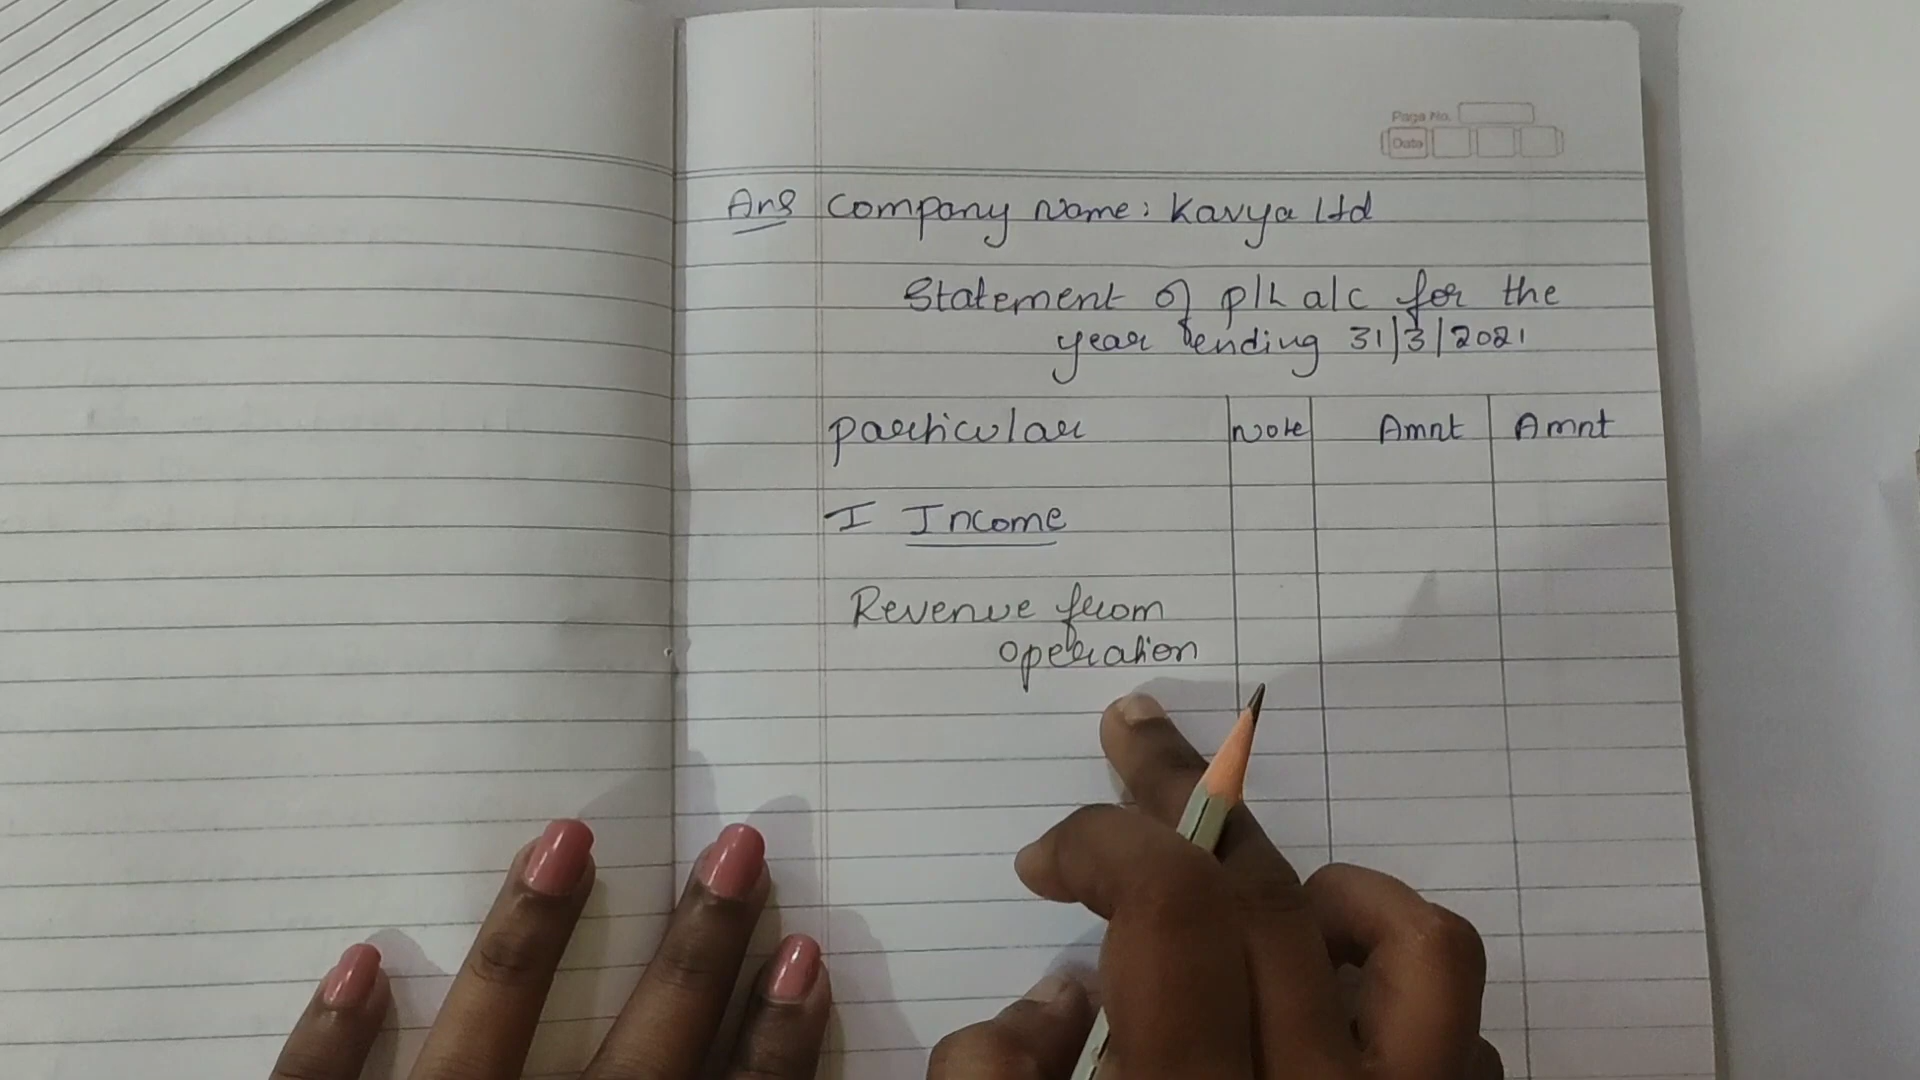 Page No.
Date
Ans Company Name: Kavya Ltd
Statement of P/L a/c for the
year ending 31/3/2021
Particular Note Amnt Amnt
I Income
Revenue from
operation